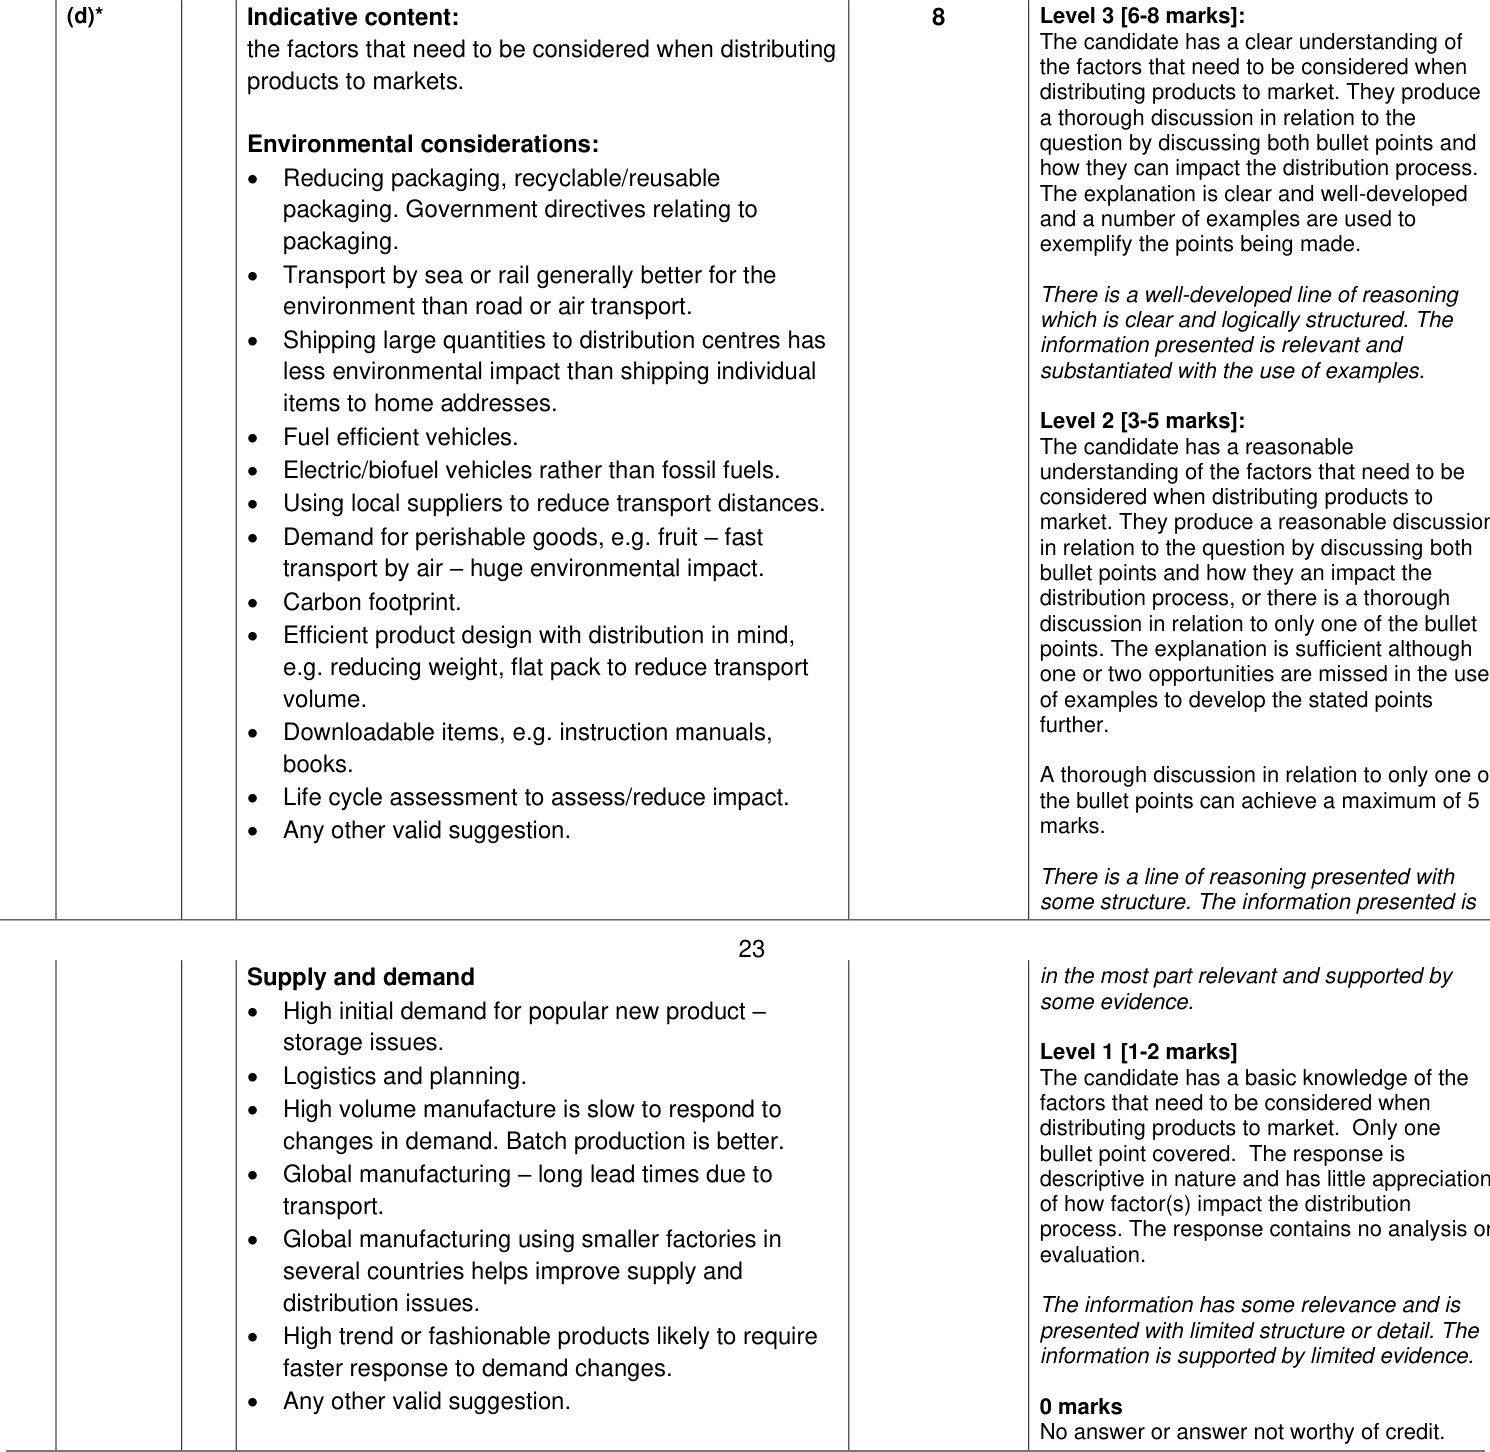 (d)*
Indicative content:
the factors that need to be considered when distributing
products to markets.
Environmental considerations:
• Reducing packaging, recyclable/reusable
packaging. Government directives relating to
packaging.
• Transport by sea or rail generally better for the
environment than road or air transport.
• Shipping large quantities to distribution centres has
less environmental impact than shipping individual
items to home addresses.
• Fuel efficient vehicles.
• Electric/biofuel vehicles rather than fossil fuels.
• Using local suppliers to reduce transport distances.
• Demand for perishable goods, e.g. fruit – fast
transport by air – huge environmental impact.
• Carbon footprint.
• Efficient product design with distribution in mind,
e.g. reducing weight, flat pack to reduce transport
volume.
• Downloadable items, e.g. instruction manuals,
books.
• Life cycle assessment to assess/reduce impact.
• Any other valid suggestion.
8
Level 3 [6-8 marks]:
The candidate has a clear understanding of
the factors that need to be considered when
distributing products to market. They produce
a thorough discussion in relation to the
question by discussing both bullet points and
how they can impact the distribution process.
The explanation is clear and well-developed
and a number of examples are used to
exemplify the points being made.
There is a well-developed line of reasoning
which is clear and logically structured. The
information presented is relevant and
substantiated with the use of examples.
Level 2 [3-5 marks]:
The candidate has a reasonable
understanding of the factors that need to be
considered when distributing products to
market. They produce a reasonable discussion
in relation to the question by discussing both
bullet points and how they an impact the
distribution process, or there is a thorough
discussion in relation to only one of the bullet
points. The explanation is sufficient although
one or two opportunities are missed in the use
of examples to develop the stated points
further.
A thorough discussion in relation to only one o
the bullet points can achieve a maximum of 5
marks.
There is a line of reasoning presented with
some structure. The information presented is
23
Supply and demand
• High initial demand for popular new product –
storage issues.
• Logistics and planning.
• High volume manufacture is slow to respond to
changes in demand. Batch production is better.
• Global manufacturing – long lead times due to
transport.
• Global manufacturing using smaller factories in
several countries helps improve supply and
distribution issues.
• High trend or fashionable products likely to require
faster response to demand changes.
• Any other valid suggestion.
in the most part relevant and supported by
some evidence.
Level 1 [1-2 marks]
The candidate has a basic knowledge of the
factors that need to be considered when
distributing products to market. Only one
bullet point covered. The response is
descriptive in nature and has little appreciation
of how factor(s) impact the distribution
process. The response contains no analysis or
evaluation.
The information has some relevance and is
presented with limited structure or detail. The
information is supported by limited evidence.
0 marks
No answer or answer not worthy of credit.